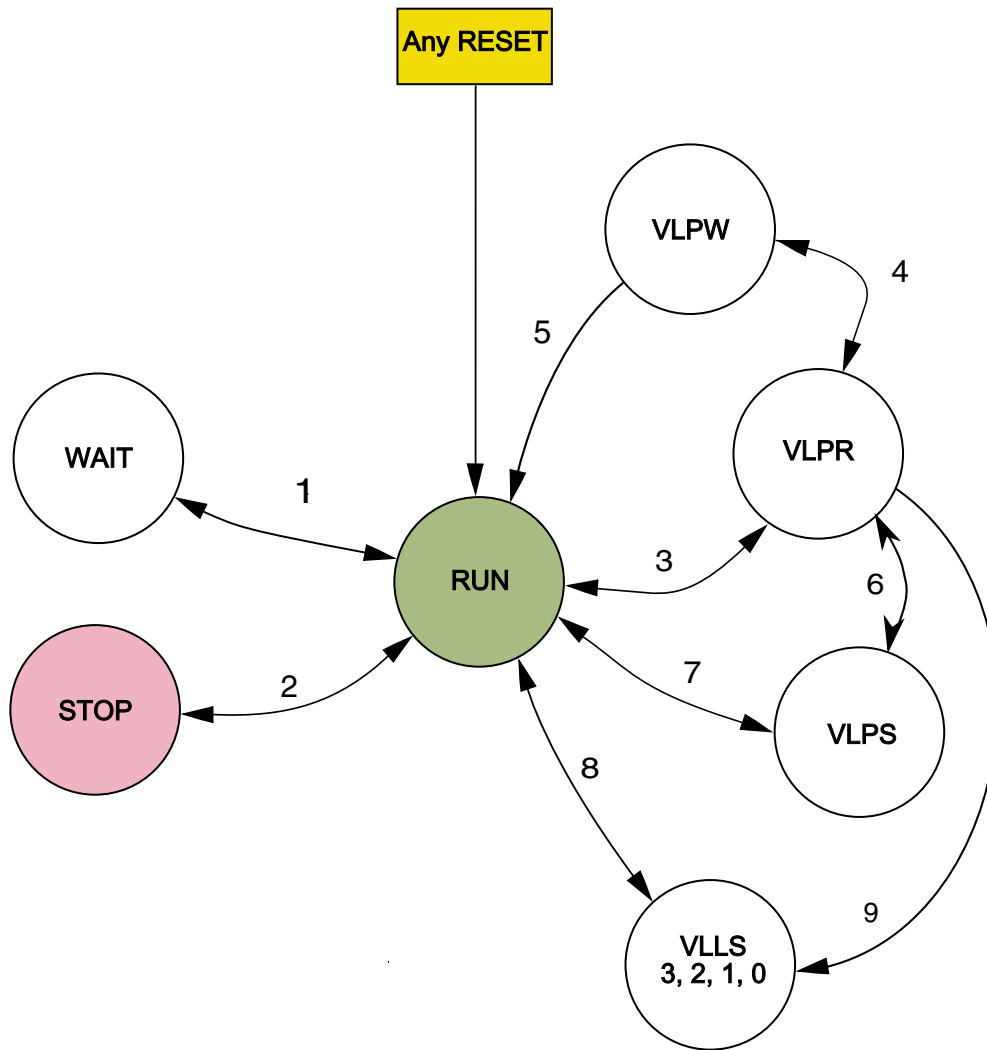 Any RESET
VLPW
4
5
WAIT
VLPR
1
3
RUN
6
7
2
STOP
VLPS
8
9
VLLS
3, 2, 1, 0